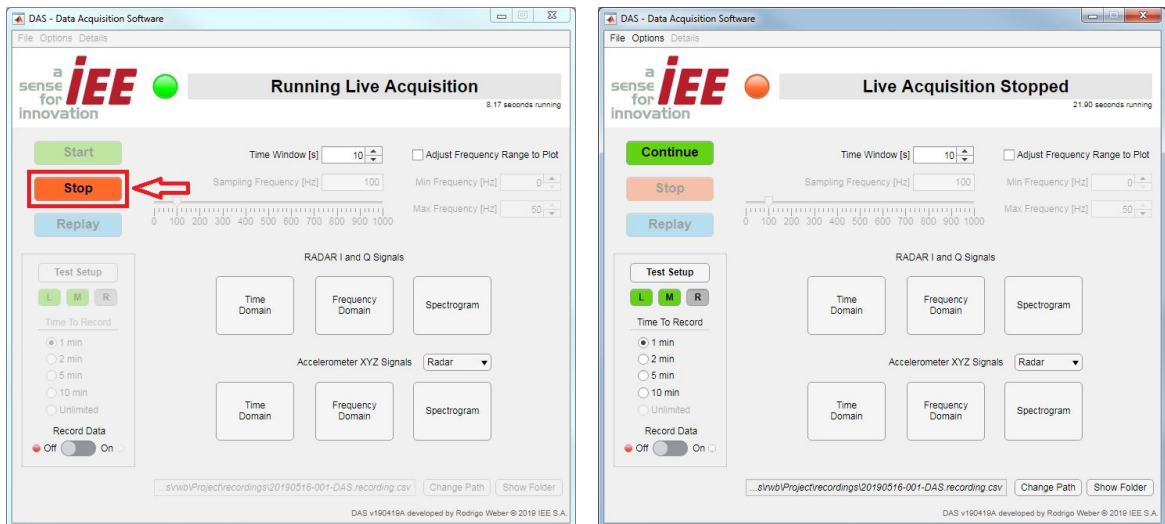 DAS - Data Acquisition Software
File Options Details
a sense for innovation
iEE
Running Live Acquisition
8.17 seconds running
Start
Stop
Replay
Time Window [s] 10
Adjust Frequency Range to Plot
Sampling Frequency [Hz] 100
Min Frequency [Hz] 0
Max Frequency [Hz] 50
0 100 200 300 400 500 600 700 800 900 1000
Test Setup
L M R
Time To Record
1 min
2 min
5 min
10 min
Unlimited
Record Data
Off On
RADAR I and Q Signals
Time Domain
Frequency Domain
Spectrogram
Accelerometer XYZ Signals Radar
Time Domain
Frequency Domain
Spectrogram
...s\rwb\Project\recordings\20190516-001-DAS.recording.csv Change Path Show Folder
DAS v190419A developed by Rodrigo Weber © 2019 IEE S.A.
DAS - Data Acquisition Software
File Options Details
a sense for innovation
iEE
Live Acquisition Stopped
21.90 seconds running
Continue
Stop
Replay
Time Window [s] 10
Adjust Frequency Range to Plot
Sampling Frequency [Hz] 100
Min Frequency [Hz] 0
Max Frequency [Hz] 50
0 100 200 300 400 500 600 700 800 900 1000
Test Setup
L M R
Time To Record
1 min
2 min
5 min
10 min
Unlimited
Record Data
Off On
RADAR I and Q Signals
Time Domain
Frequency Domain
Spectrogram
Accelerometer XYZ Signals Radar
Time Domain
Frequency Domain
Spectrogram
...s\rwb\Project\recordings\20190516-001-DAS.recording.csv Change Path Show Folder
DAS v190419A developed by Rodrigo Weber © 2019 IEE S.A.